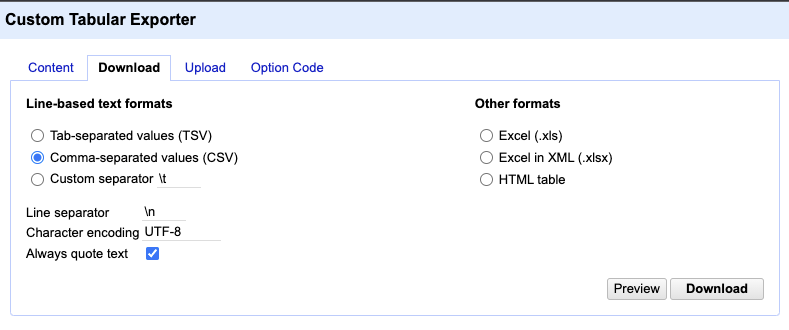 Custom Tabular Exporter
Content Download Upload Option Code
Line-based text formats
Tab-separated values (TSV)
Comma-separated values (CSV)
Custom separator \t
Line separator \n
Character encoding UTF-8
Always quote text
Other formats
Excel (.xls)
Excel in XML (.xlsx)
HTML table
Preview Download